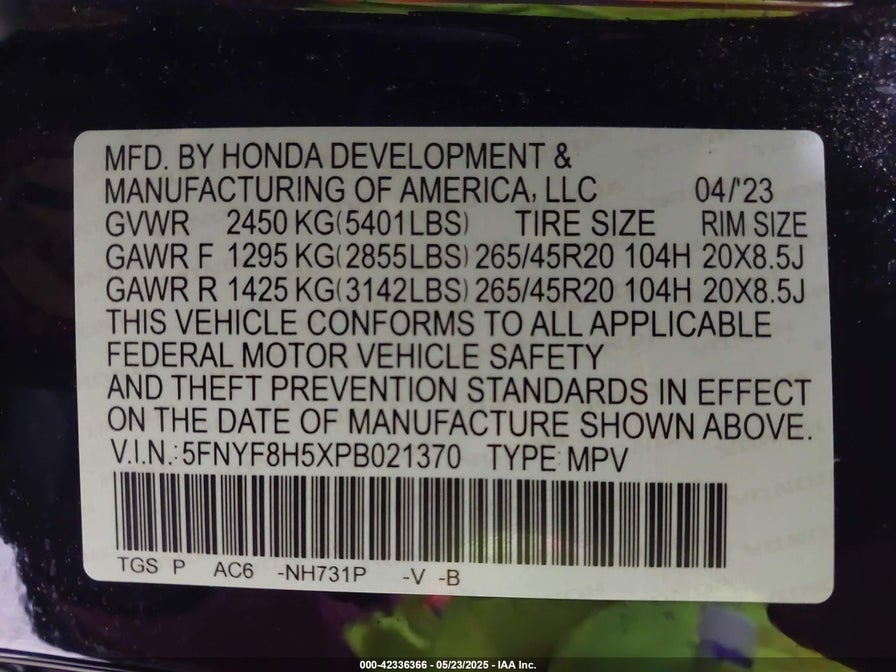 MFD. BY HONDA DEVELOPMENT &
MANUFACTURING OF AMERICA, LLC 04/'23
GVWR 2450 KG(5401LBS) TIRE SIZE RIM SIZE
GAWR F 1295 KG(2855LBS) 265/45R20 104H 20X8.5J
GAWR R 1425 KG(3142LBS) 265/45R20 104H 20X8.5J
THIS VEHICLE CONFORMS TO ALL APPLICABLE
FEDERAL MOTOR VEHICLE SAFETY
AND THEFT PREVENTION STANDARDS IN EFFECT
ON THE DATE OF MANUFACTURE SHOWN ABOVE.
V.I.N.: 5FNYF8H5XPB021370 TYPE: MPV
TGS P AC6 -NH731P -V -B
000-42336366 - 05/23/2025 - IAA Inc.